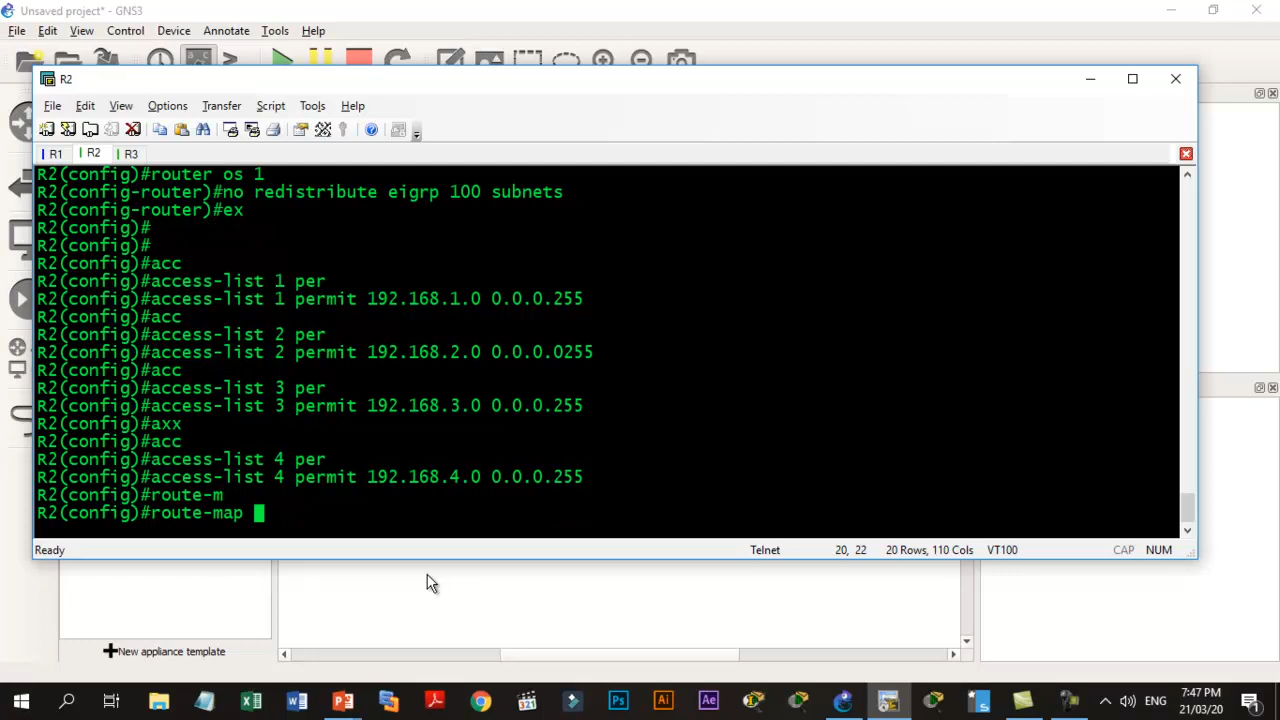 Unsaved project* - GNS3
File Edit View Control Device Annotate Tools Help
R2
File Edit View Options Transfer Script Tools Help
R1 R2 R3
R2(config)#router os 1
R2(config-router)#no redistribute eigrp 100 subnets
R2(config-router)#ex
R2(config)#
R2(config)#
R2(config)#acc
R2(config)#access-list 1 per
R2(config)#access-list 1 permit 192.168.1.0 0.0.0.255
R2(config)#acc
R2(config)#access-list 2 per
R2(config)#access-list 2 permit 192.168.2.0 0.0.0.0255
R2(config)#acc
R2(config)#access-list 3 per
R2(config)#access-list 3 permit 192.168.3.0 0.0.0.255
R2(config)#axx
R2(config)#acc
R2(config)#access-list 4 per
R2(config)#access-list 4 permit 192.168.4.0 0.0.0.255
R2(config)#route-m
R2(config)#route-map
Ready Telnet 20, 22 20 Rows, 110 Cols VT100 CAP NUM
New appliance template
ENG 7:47 PM
21/03/20